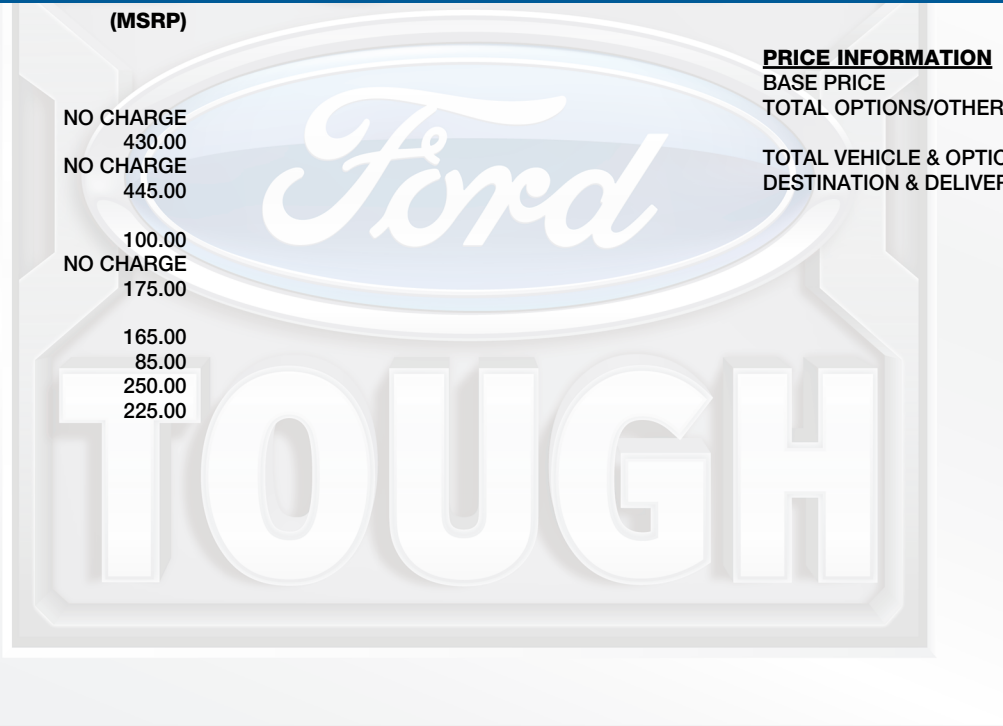 (MSRP)
NO CHARGE
430.00
NO CHARGE
445.00
100.00
NO CHARGE
175.00
165.00
85.00
250.00
225.00
PRICE INFORMATION
BASE PRICE
TOTAL OPTIONS/OTHER
TOTAL VEHICLE & OPTIO
DESTINATION & DELIVER
Ford
TOUGH